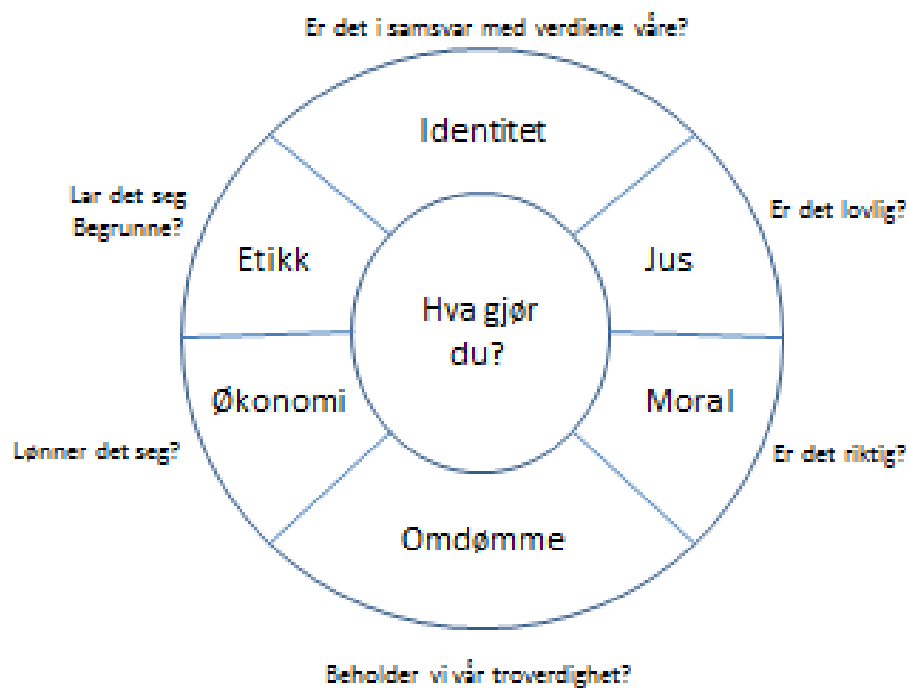 Er det i samsvar med verdiene våre?
Identitet
Lar det seg
Begrunne?
Er det lovlig?
Etikk
Jus
Hva gjør
du?
Økonomi
Moral
Lønner det seg?
Er det riktig?
Omdømme
Beholder vi vår troverdighet?